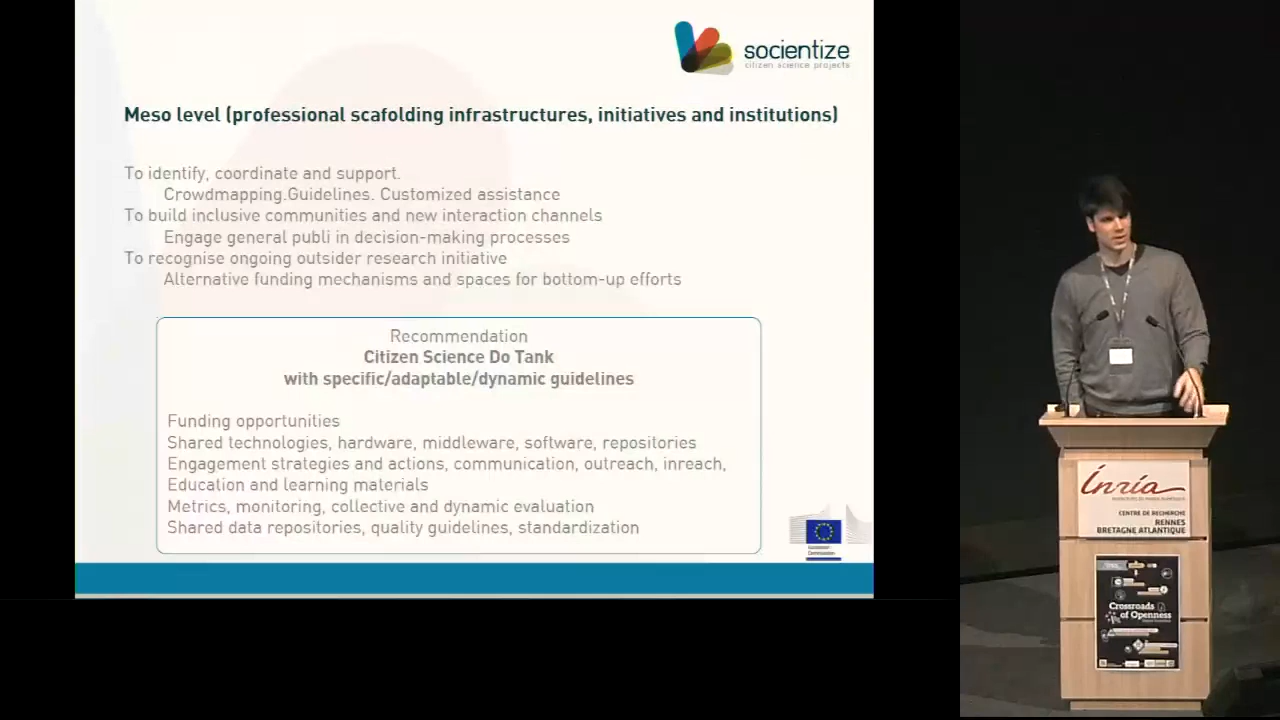 socientize
citizen science projects
Meso level (professional scafolding infrastructures, initiatives and institutions)
To identify, coordinate and support.
Crowdmapping.Guidelines. Customized assistance
To build inclusive communities and new interaction channels
Engage general publi in decision-making processes
To recognise ongoing outsider research initiative
Alternative funding mechanisms and spaces for bottom-up efforts
Recommendation
Citizen Science Do Tank
with specific/adaptable/dynamic guidelines
Funding opportunities
Shared technologies, hardware, middleware, software, repositories
Engagement strategies and actions, communication, outreach, inreach,
Education and learning materials
Metrics, monitoring, collective and dynamic evaluation
Shared data repositories, quality guidelines, standardization
European
Commission
Inria
CENTRE DE RECHERCHE
RENNES
BRETAGNE ATLANTIQUE
Crossroads
of Openness